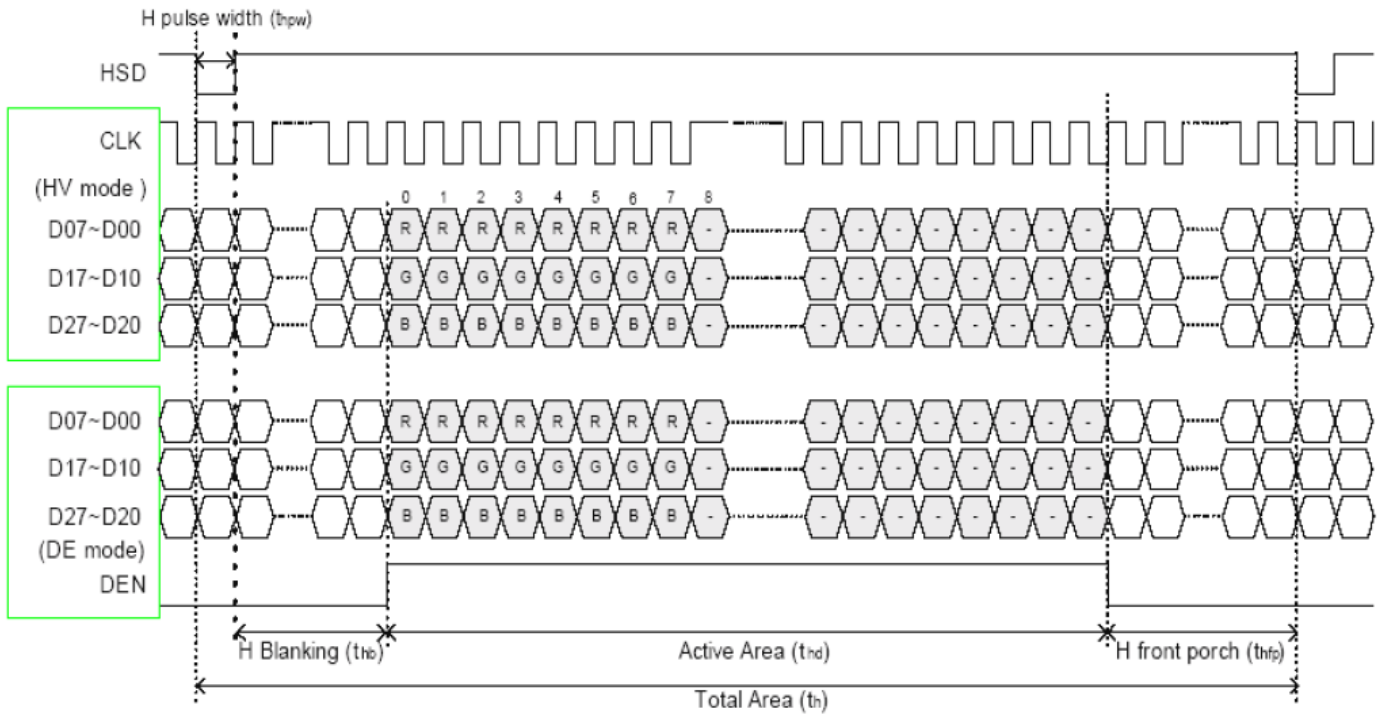 H pulse width (thpw)
HSD
CLK
(HV mode )
0 1 2 3 4 5 6 7 8
D07~D00 R R R R R R R R - - - - - - - - -
D17~D10 G G G G G G G G - - - - - - - - -
D27~D20 B B B B B B B B - - - - - - - - -
D07~D00 R R R R R R R R - - - - - - - - -
D17~D10 G G G G G G G G - - - - - - - - -
D27~D20 B B B B B B B B - - - - - - - - -
(DE mode)
DEN
H Blanking (thb) Active Area (thd) H front porch (thfp)
Total Area (th)